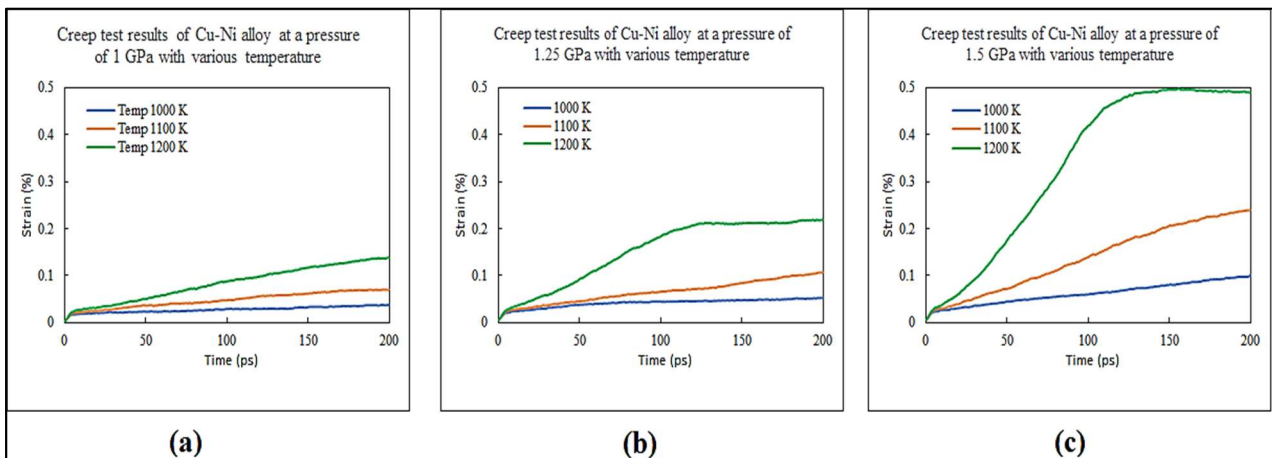 Creep test results of Cu-Ni alloy at a pressure
of 1 GPa with various temperature
0.5
0.4
0.3
0.2
0.1
0
Strain (%)
Temp 1000 K
Temp 1100 K
Temp 1200 K
0
50
100
150
200
Time (ps)
(a)
Creep test results of Cu-Ni alloy at a pressure of
1.25 GPa with various temperature
0.5
0.4
0.3
0.2
0.1
0
Strain (%)
1000 K
1100 K
1200 K
0
50
100
150
200
Time (ps)
(b)
Creep test results of Cu-Ni alloy at a pressure of
1.5 GPa with various temperature
0.5
0.4
0.3
0.2
0.1
0
Strain (%)
1000 K
1100 K
1200 K
0
50
100
150
200
Time (ps)
(c)